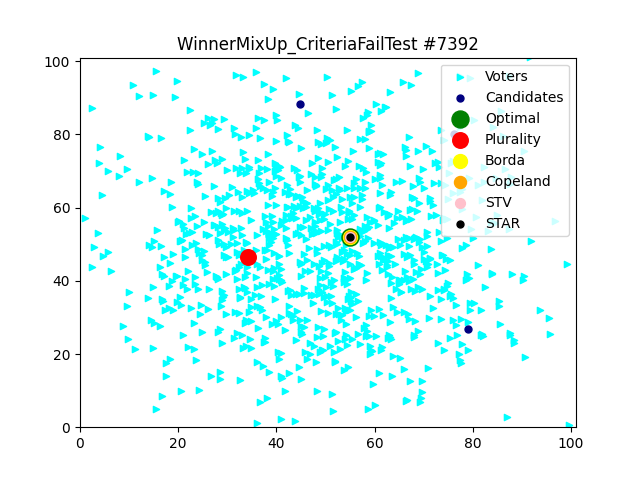 WinnerMixUp_CriteriaFailTest #7392
100
80
60
40
20
0
0
20
40
60
80
100
Voters
Candidates
Optimal
Plurality
Borda
Copeland
STV
STAR